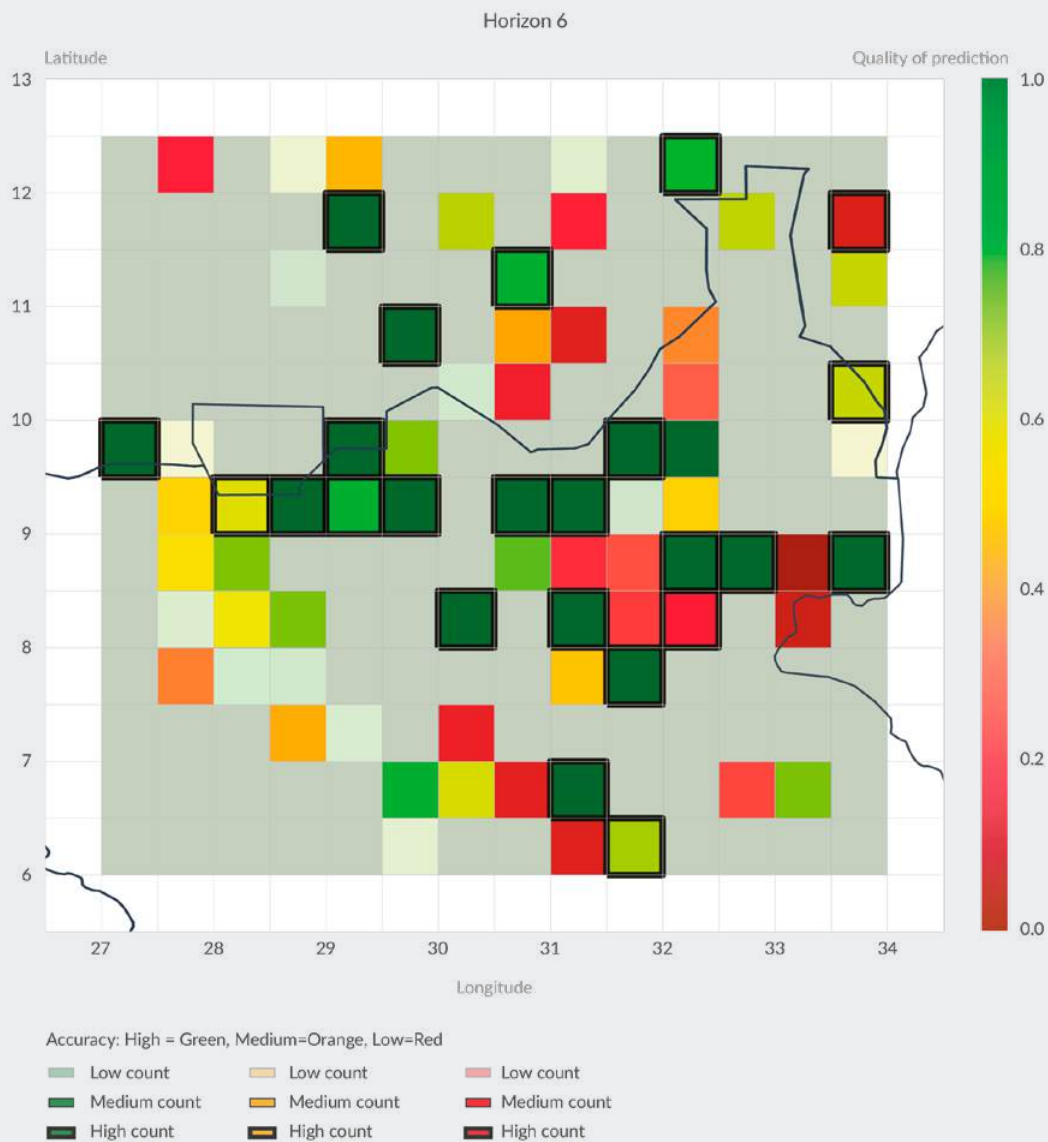 Horizon 6
Latitude
Quality of prediction
13
12
11
10
9
8
7
6
1.0
0.8
0.6
0.4
0.2
0.0
27 28 29 30 31 32 33 34
Longitude
Accuracy: High = Green, Medium=Orange, Low=Red
Low count Low count Low count
Medium count Medium count Medium count
High count High count High count